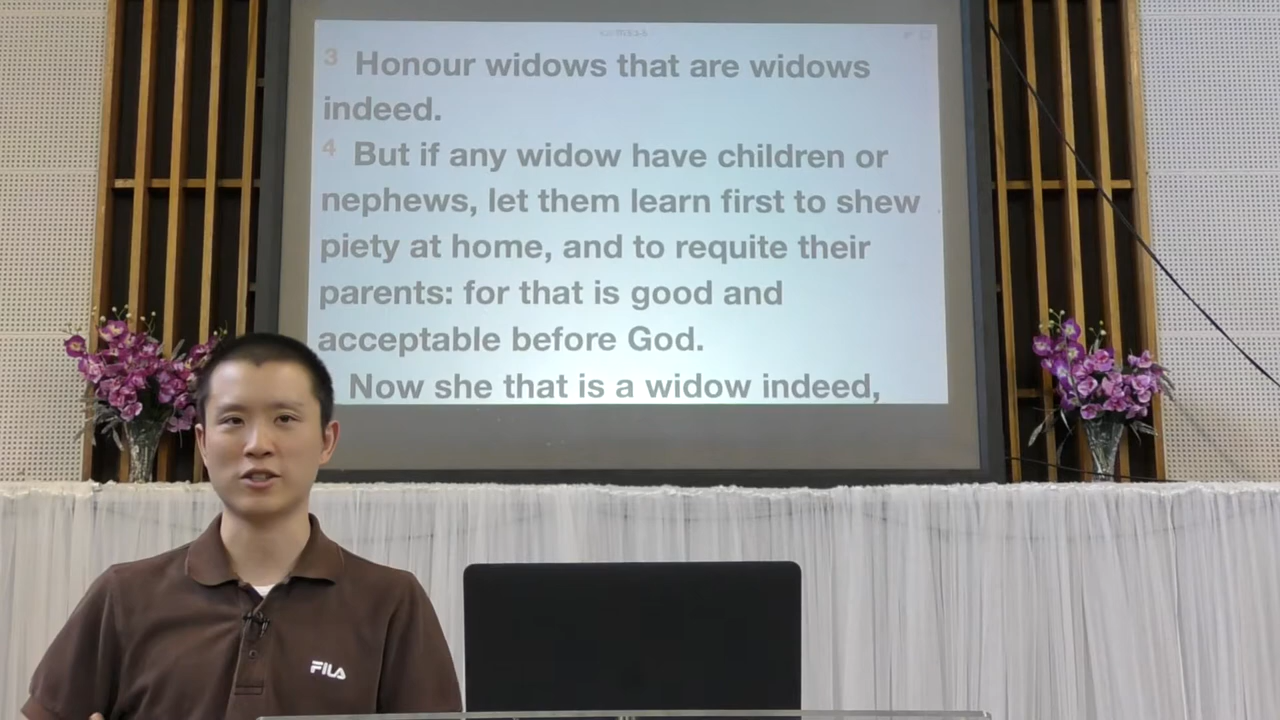 3 Honour widows that are widows
indeed.
4 But if any widow have children or
nephews, let them learn first to shew
piety at home, and to requite their
parents: for that is good and
acceptable before God.
Now she that is a widow indeed,
FILA